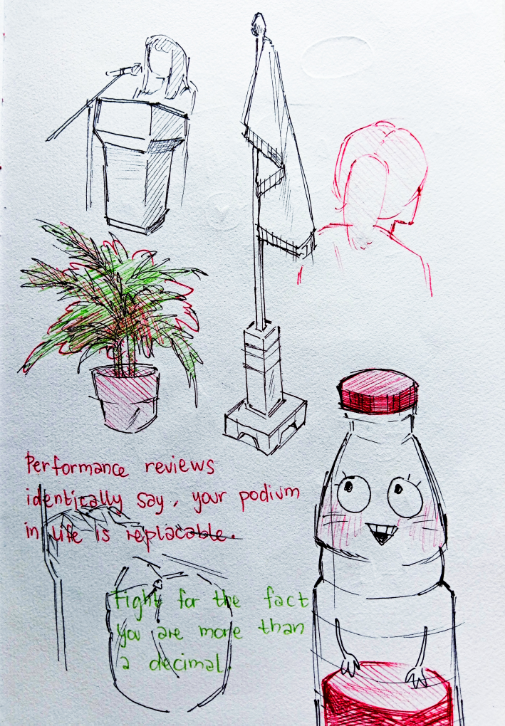 Performance reviews
identically say, your podium
in life is replacable.
Fight for the fact
you are more than
a decimal.